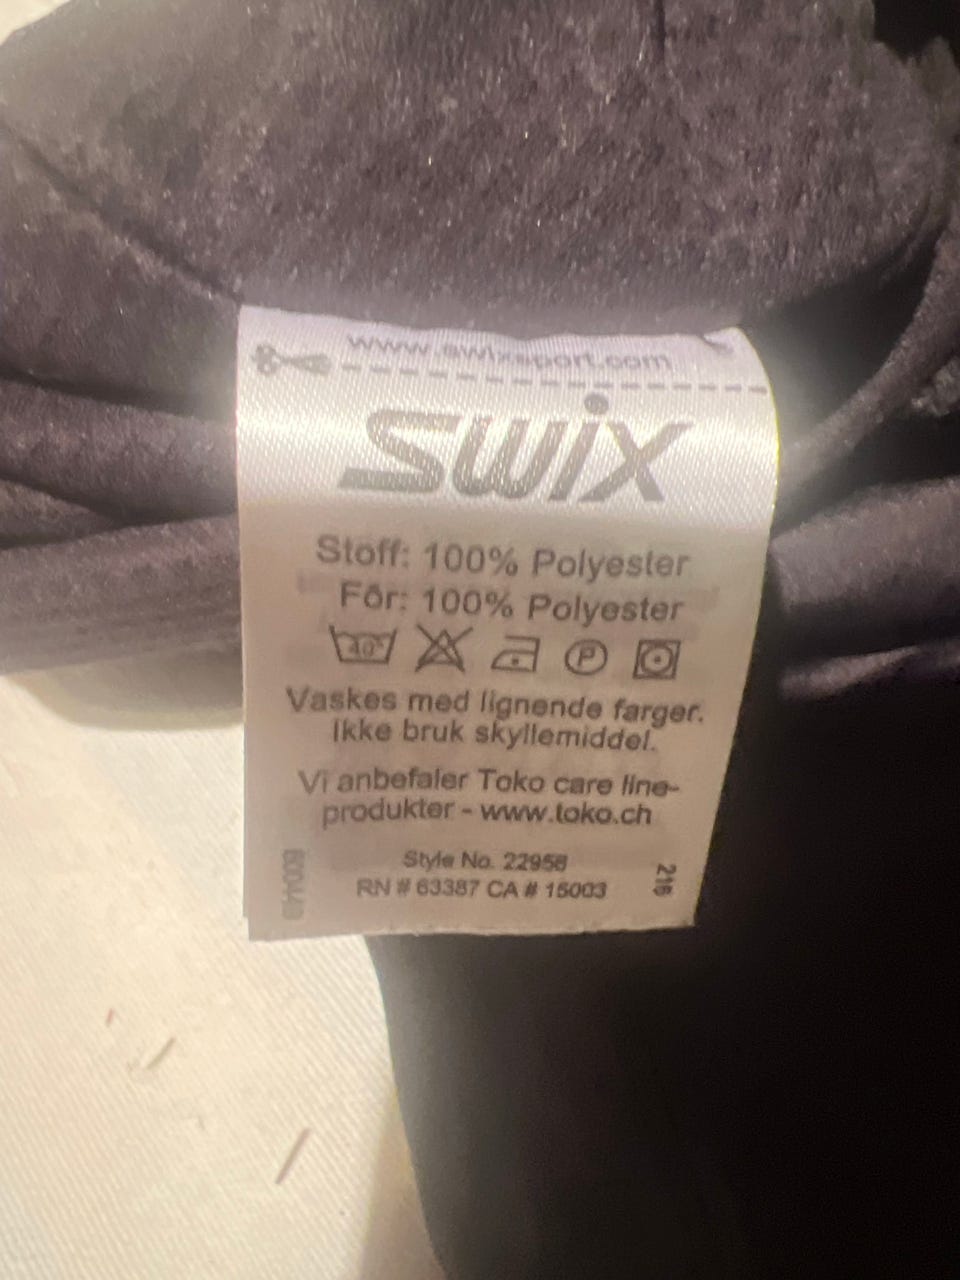 www.swixsport.com
swix
Stoff: 100% Polyester
Fôr: 100% Polyester
40°
P
Vaskes med lignende farger.
Ikke bruk skyllemiddel.
Vi anbefaler Toko care line-
produkter - www.toko.ch
Style No. 22958
RN # 63387 CA # 15003
216